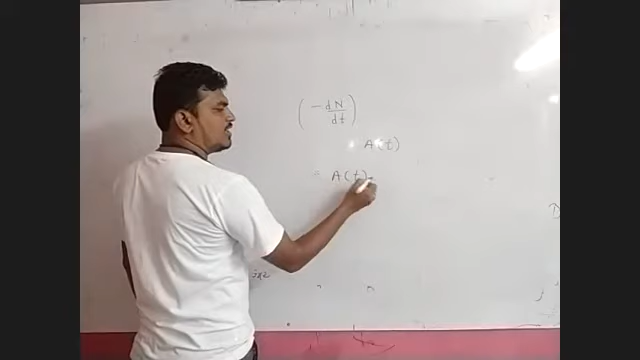 (-dN/dt)
A(t)
= A(t)